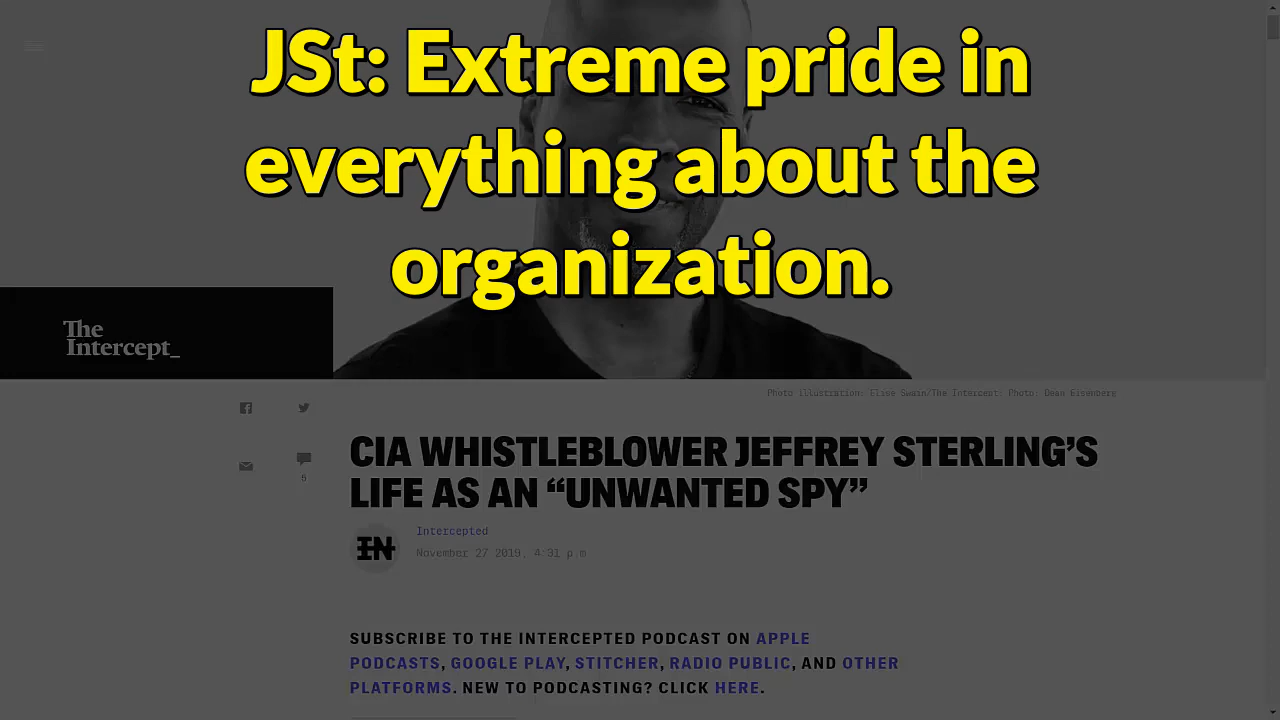 JSt: Extreme pride in
everything about the
organization.
The
Intercept_
Photo illustration: Elise Swain/The Intercept; Photo: Dean Eisenberg
6
CIA WHISTLEBLOWER JEFFREY STERLING’S
LIFE AS AN “UNWANTED SPY”
IN
Intercepted
November 27 2019, 4:31 p.m
SUBSCRIBE TO THE INTERCEPTED PODCAST ON APPLE
PODCASTS, GOOGLE PLAY, STITCHER, RADIO PUBLIC, AND OTHER
PLATFORMS. NEW TO PODCASTING? CLICK HERE.